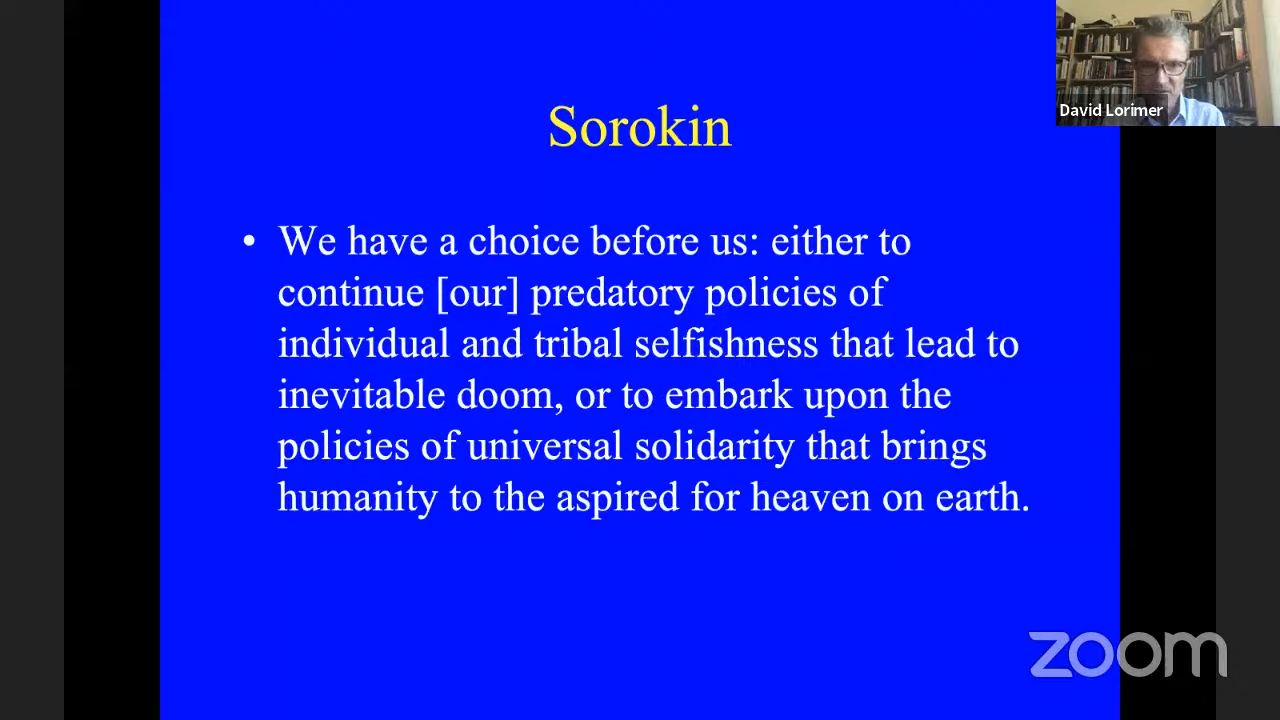 David Lorimer
Sorokin
• We have a choice before us: either to
continue [our] predatory policies of
individual and tribal selfishness that lead to
inevitable doom, or to embark upon the
policies of universal solidarity that brings
humanity to the aspired for heaven on earth.
zoom